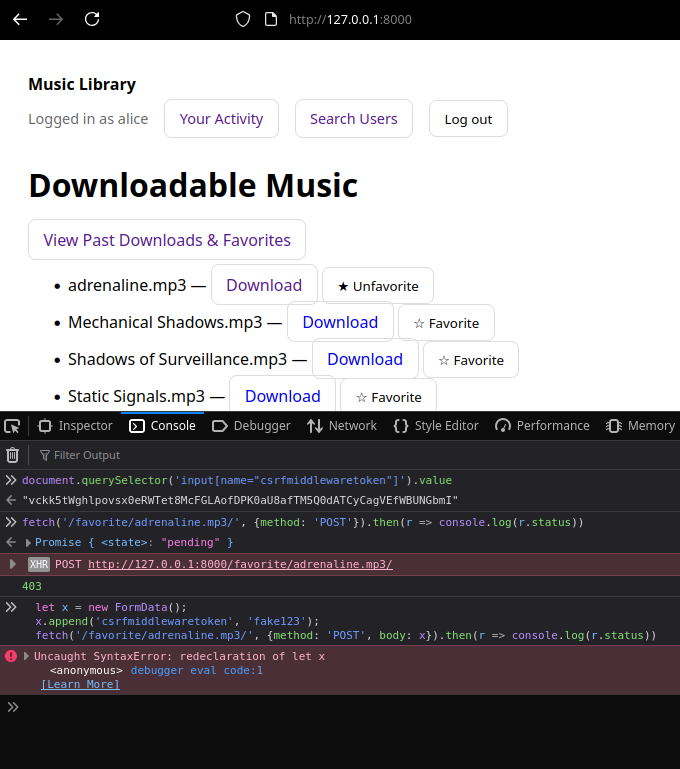 http://127.0.0.1:8000
Music Library
Logged in as alice Your Activity Search Users Log out
Downloadable Music
View Past Downloads & Favorites
• adrenaline.mp3 — Download ★ Unfavorite
• Mechanical Shadows.mp3 — Download ☆ Favorite
• Shadows of Surveillance.mp3 — Download ☆ Favorite
• Static Signals.mp3 — Download ☆ Favorite
Inspector Console Debugger Network Style Editor Performance Memory
Filter Output
document.querySelector('input[name="csrfmiddlewaretoken"]').value
"vckk5tWghlpovsx0eRWTet8McFGLAofDPK0aU8afTM5Q0dATCyCagVEfWBUNGbmI"
fetch('/favorite/adrenaline.mp3/', {method: 'POST'}).then(r => console.log(r.status))
Promise { <state>: "pending" }
XHR POST http://127.0.0.1:8000/favorite/adrenaline.mp3/
403
let x = new FormData();
x.append('csrfmiddlewaretoken', 'fake123');
fetch('/favorite/adrenaline.mp3/', {method: 'POST', body: x}).then(r => console.log(r.status))
Uncaught SyntaxError: redeclaration of let x
<anonymous> debugger eval code:1
[Learn More]